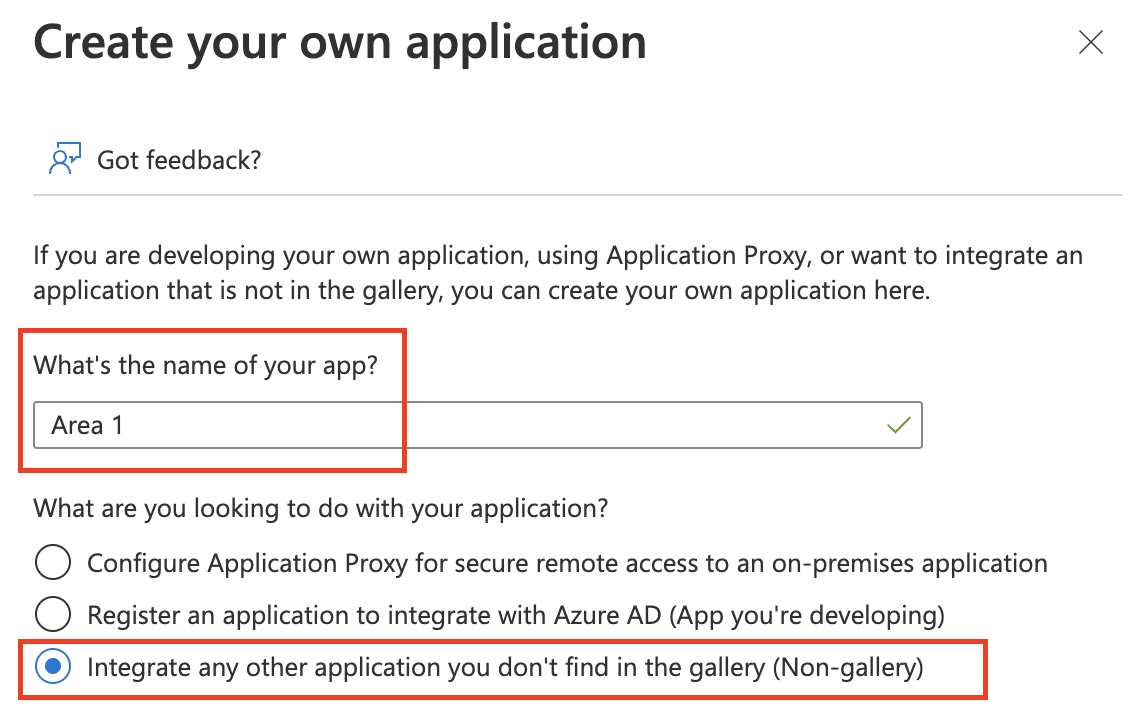 Create your own application
Got feedback?
If you are developing your own application, using Application Proxy, or want to integrate an
application that is not in the gallery, you can create your own application here.
What's the name of your app?
Area 1
What are you looking to do with your application?
Configure Application Proxy for secure remote access to an on-premises application
Register an application to integrate with Azure AD (App you're developing)
Integrate any other application you don't find in the gallery (Non-gallery)